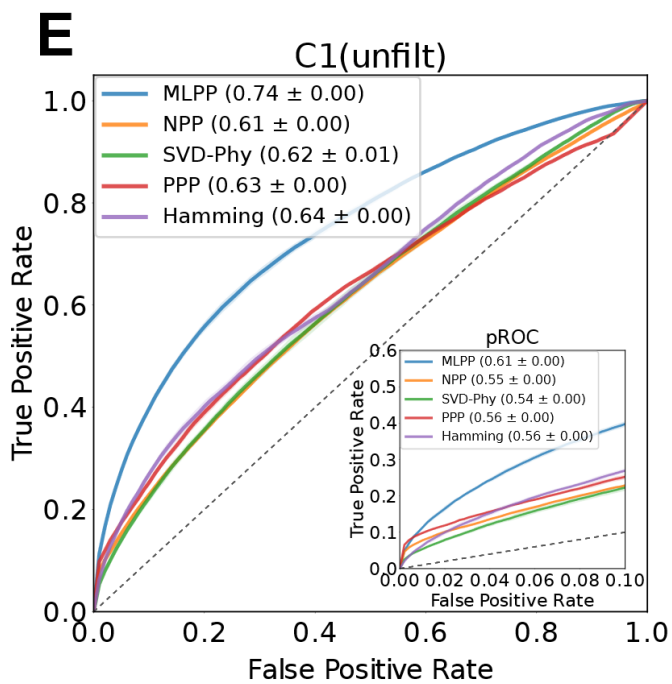 E
C1(unfilt)
MLPP (0.74 ± 0.00)
NPP (0.61 ± 0.00)
SVD-Phy (0.62 ± 0.01)
PPP (0.63 ± 0.00)
Hamming (0.64 ± 0.00)
True Positive Rate
1.0
0.8
0.6
0.4
0.2
0.0
0.0 0.2 0.4 0.6 0.8 1.0
False Positive Rate
pROC
MLPP (0.61 ± 0.00)
NPP (0.55 ± 0.00)
SVD-Phy (0.54 ± 0.00)
PPP (0.56 ± 0.00)
Hamming (0.56 ± 0.00)
True Positive Rate
0.6
0.5
0.4
0.3
0.2
0.1
0.0
0.00 0.02 0.04 0.06 0.08 0.10
False Positive Rate